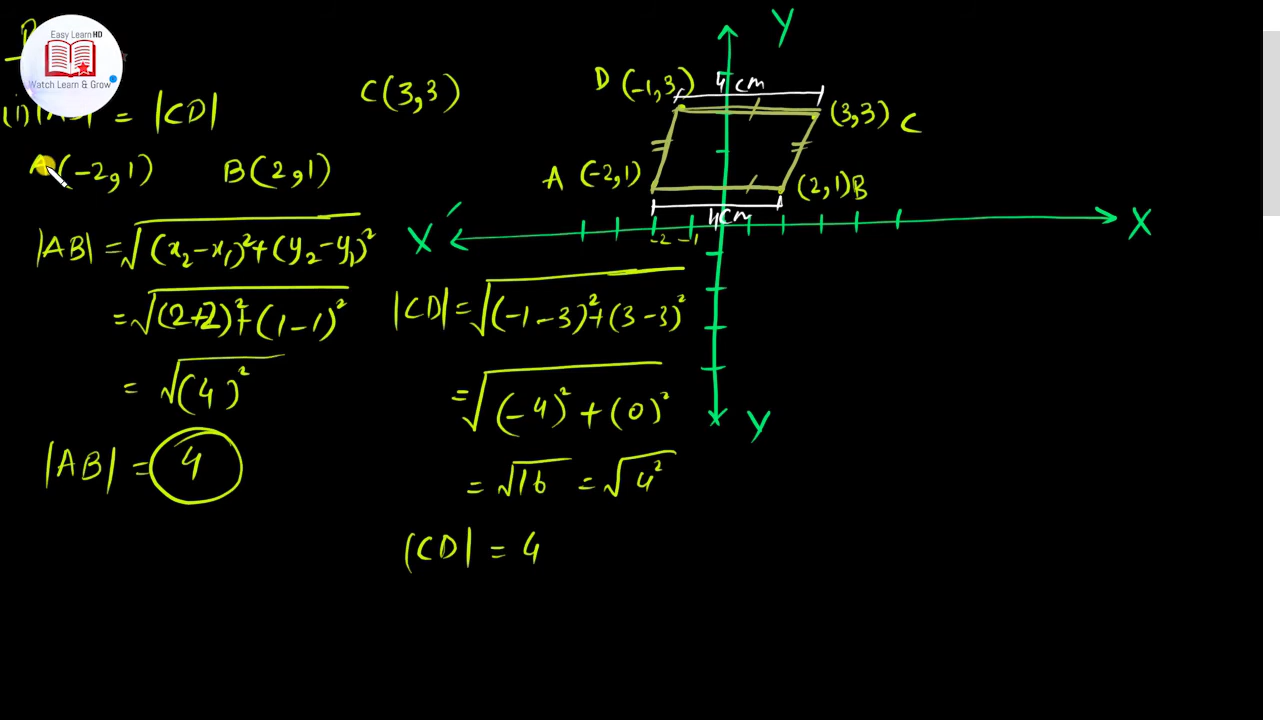 Easy Learn HD
Watch Learn & Grow
(i) |AB| = |CD|
C(3,3)
A(-2,1) B(2,1)
|AB| = √(x₂-x₁)²+(y₂-y₁)²
= √(2+2)²+(1-1)²
= √(4)²
|AB| = 4
|CD| = √(-1-3)²+(3-3)²
= √(-4)²+(0)²
= √16 = √4²
|CD| = 4
Y
D (-1,3) 4 cm
(3,3) C
A (-2,1)
(2,1) B
4cm
X X
-2 -1
Y